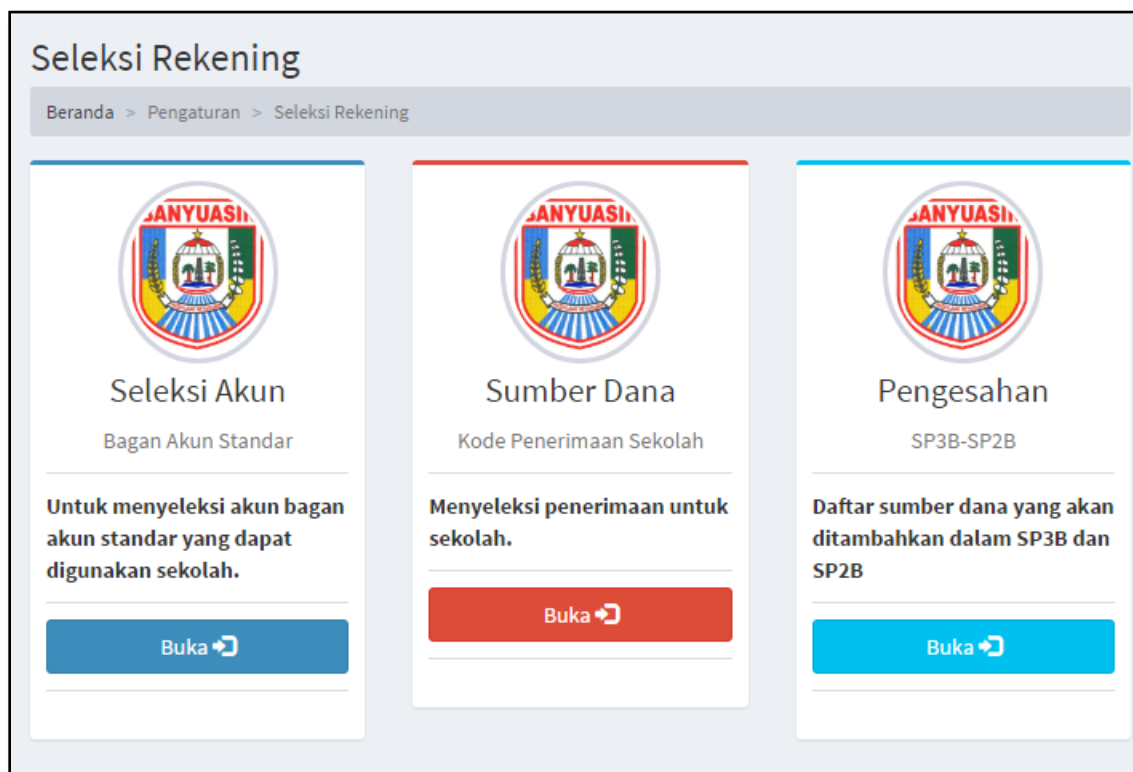 Seleksi Rekening
Beranda > Pengaturan > Seleksi Rekening
BANYUASIN
Seleksi Akun
Bagan Akun Standar
Untuk menyeleksi akun bagan
akun standar yang dapat
digunakan sekolah.
Buka
BANYUASIN
Sumber Dana
Kode Penerimaan Sekolah
Menyeleksi penerimaan untuk
sekolah.
Buka
BANYUASIN
Pengesahan
SP3B-SP2B
Daftar sumber dana yang akan
ditambahkan dalam SP3B dan
SP2B
Buka